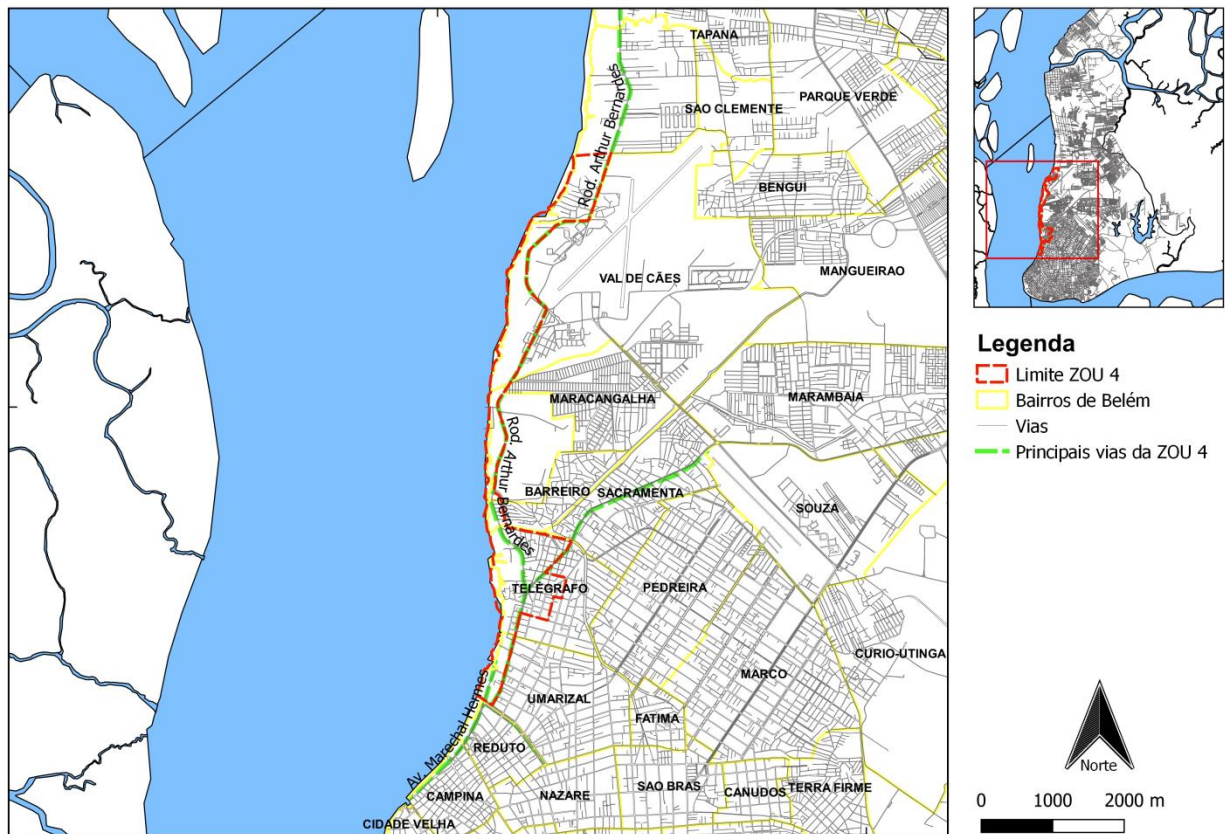 TAPANA
PARQUE VERDE
SAO CLEMENTE
Rod. Arthur Bernardes
BENGUI
VAL DE CÃES
MANGUEIRAO
MARACANGALHA
MARAMBAIA
Rod. Arthur Bernardes
BARREIRO
SACRAMENTA
SOUZA
TELÉGRAFO
PEDREIRA
CURIO-UTINGA
MARCO
UMARIZAL
FATIMA
Av. Marechal Hermes
REDUTO
CAMPINA
NAZARE
SAO BRAS
CANUDOS
TERRA FIRME
CIDADE VELHA
Legenda
Limite ZOU 4
Bairros de Belém
Vias
Principais vias da ZOU 4
Norte
0 1000 2000 m